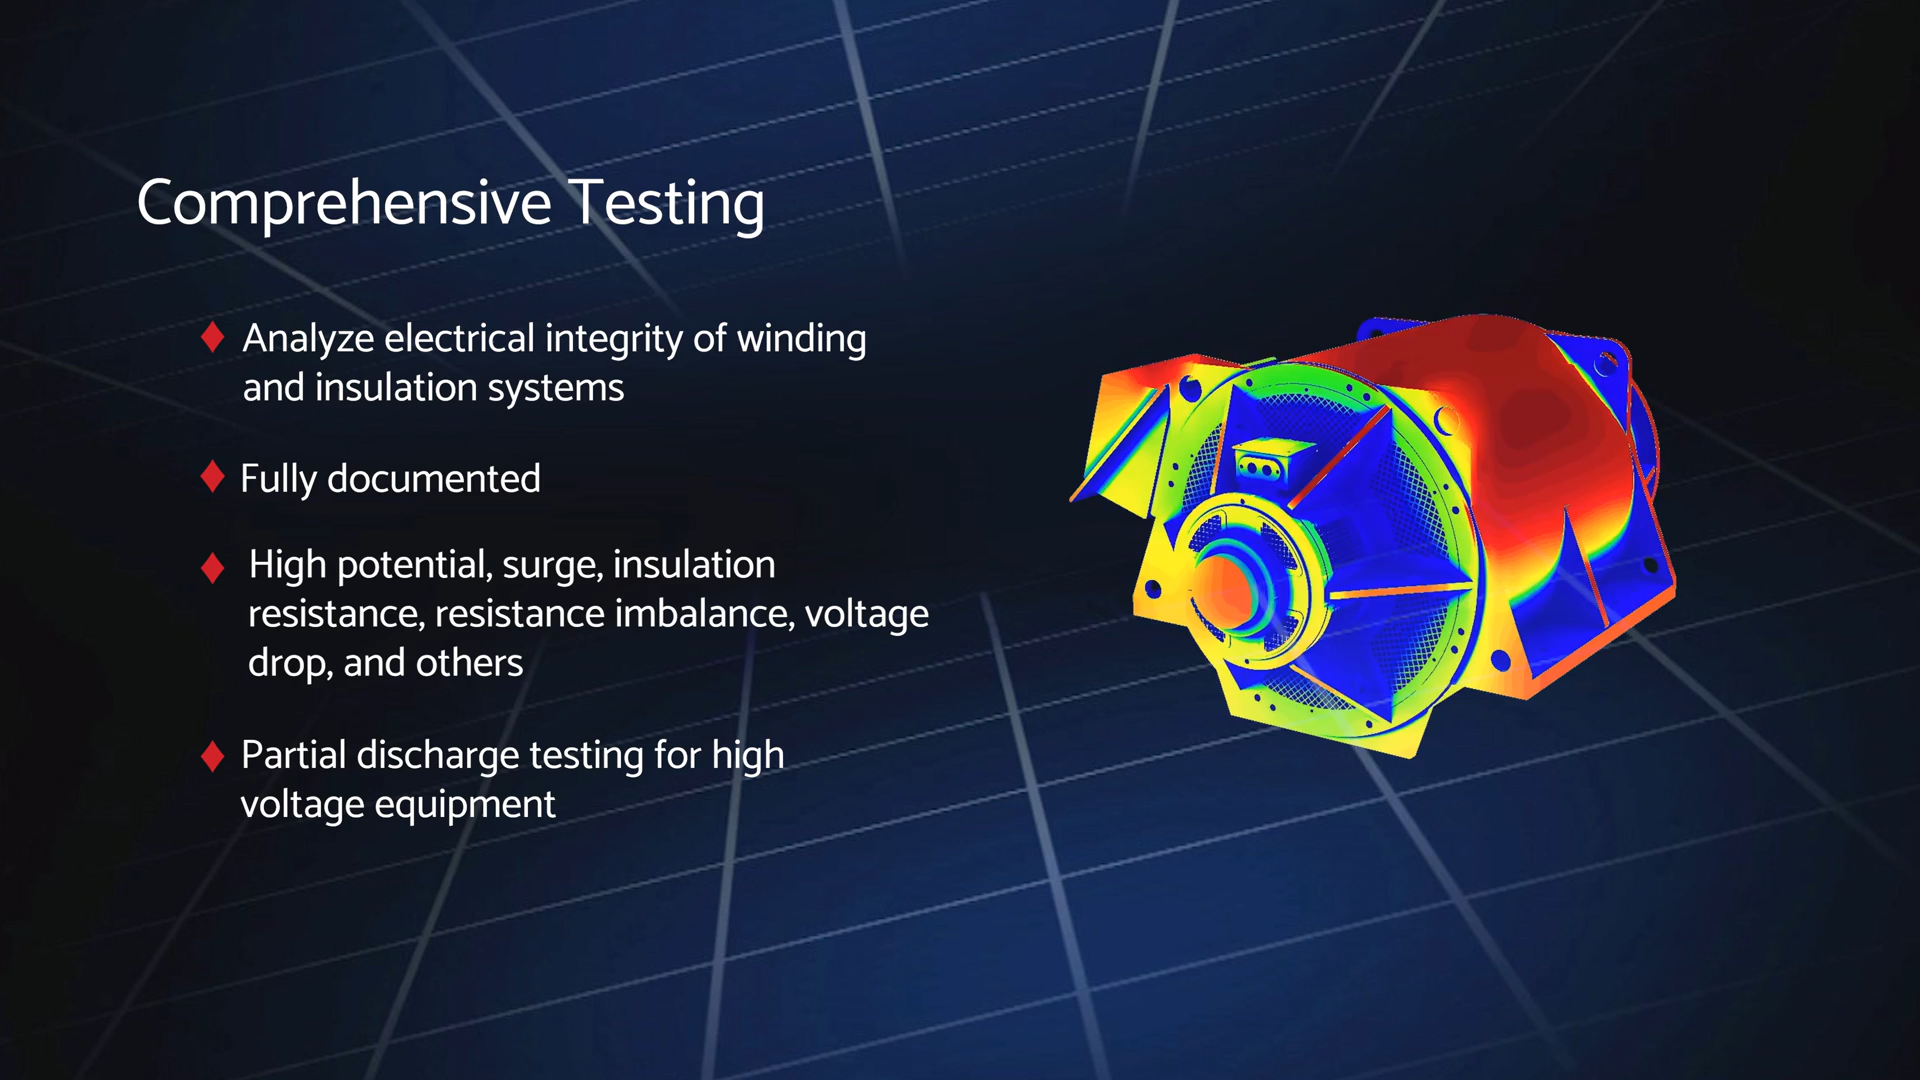 Comprehensive Testing
Analyze electrical integrity of winding
and insulation systems
Fully documented
High potential, surge, insulation
resistance, resistance imbalance, voltage
drop, and others
Partial discharge testing for high
voltage equipment